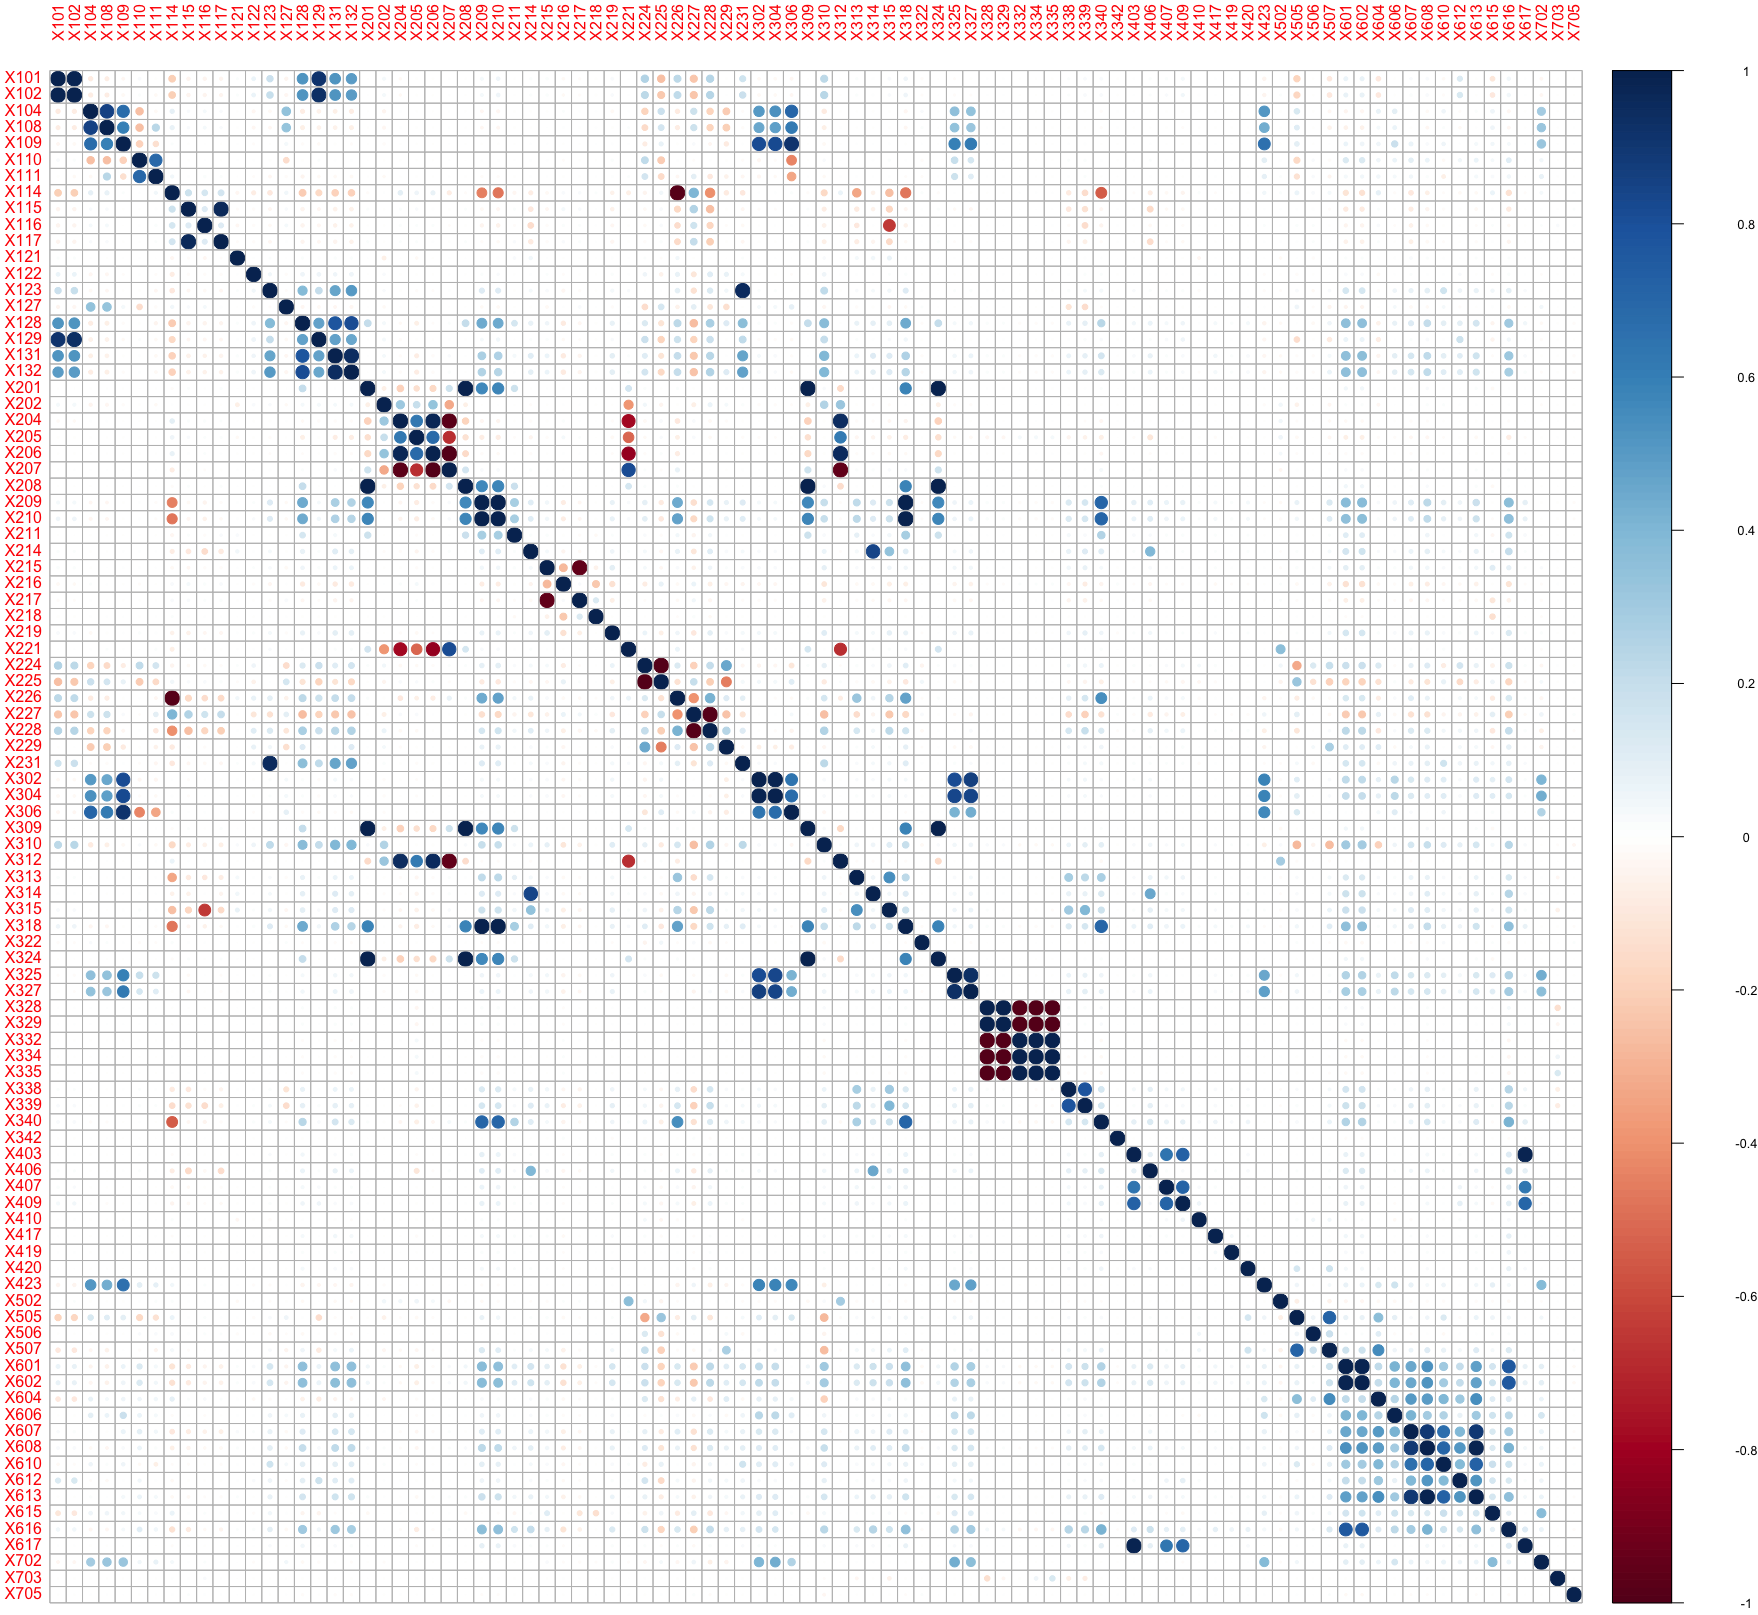 X101 X102 X104 X108 X109 X110 X111 X114 X115 X116 X117 X121 X122 X123 X127 X128 X129 X131 X132 X201 X202 X204 X205 X206 X207 X208 X209 X210 X211 X214 X215 X216 X217 X218 X219 X221 X224 X225 X226 X227 X228 X229 X231 X302 X304 X306 X309 X310 X312 X313 X314 X315 X318 X322 X324 X325 X327 X328 X329 X332 X334 X335 X338 X339 X340 X342 X403 X406 X407 X409 X410 X417 X419 X420 X423 X502 X505 X506 X507 X601 X602 X604 X606 X607 X608 X610 X612 X613 X615 X616 X617 X702 X703 X705
X101
X102
X104
X108
X109
X110
X111
X114
X115
X116
X117
X121
X122
X123
X127
X128
X129
X131
X132
X201
X202
X204
X205
X206
X207
X208
X209
X210
X211
X214
X215
X216
X217
X218
X219
X221
X224
X225
X226
X227
X228
X229
X231
X302
X304
X306
X309
X310
X312
X313
X314
X315
X318
X322
X324
X325
X327
X328
X329
X332
X334
X335
X338
X339
X340
X342
X403
X406
X407
X409
X410
X417
X419
X420
X423
X502
X505
X506
X507
X601
X602
X604
X606
X607
X608
X610
X612
X613
X615
X616
X617
X702
X703
X705
1
0.8
0.6
0.4
0.2
0
-0.2
-0.4
-0.6
-0.8
-1